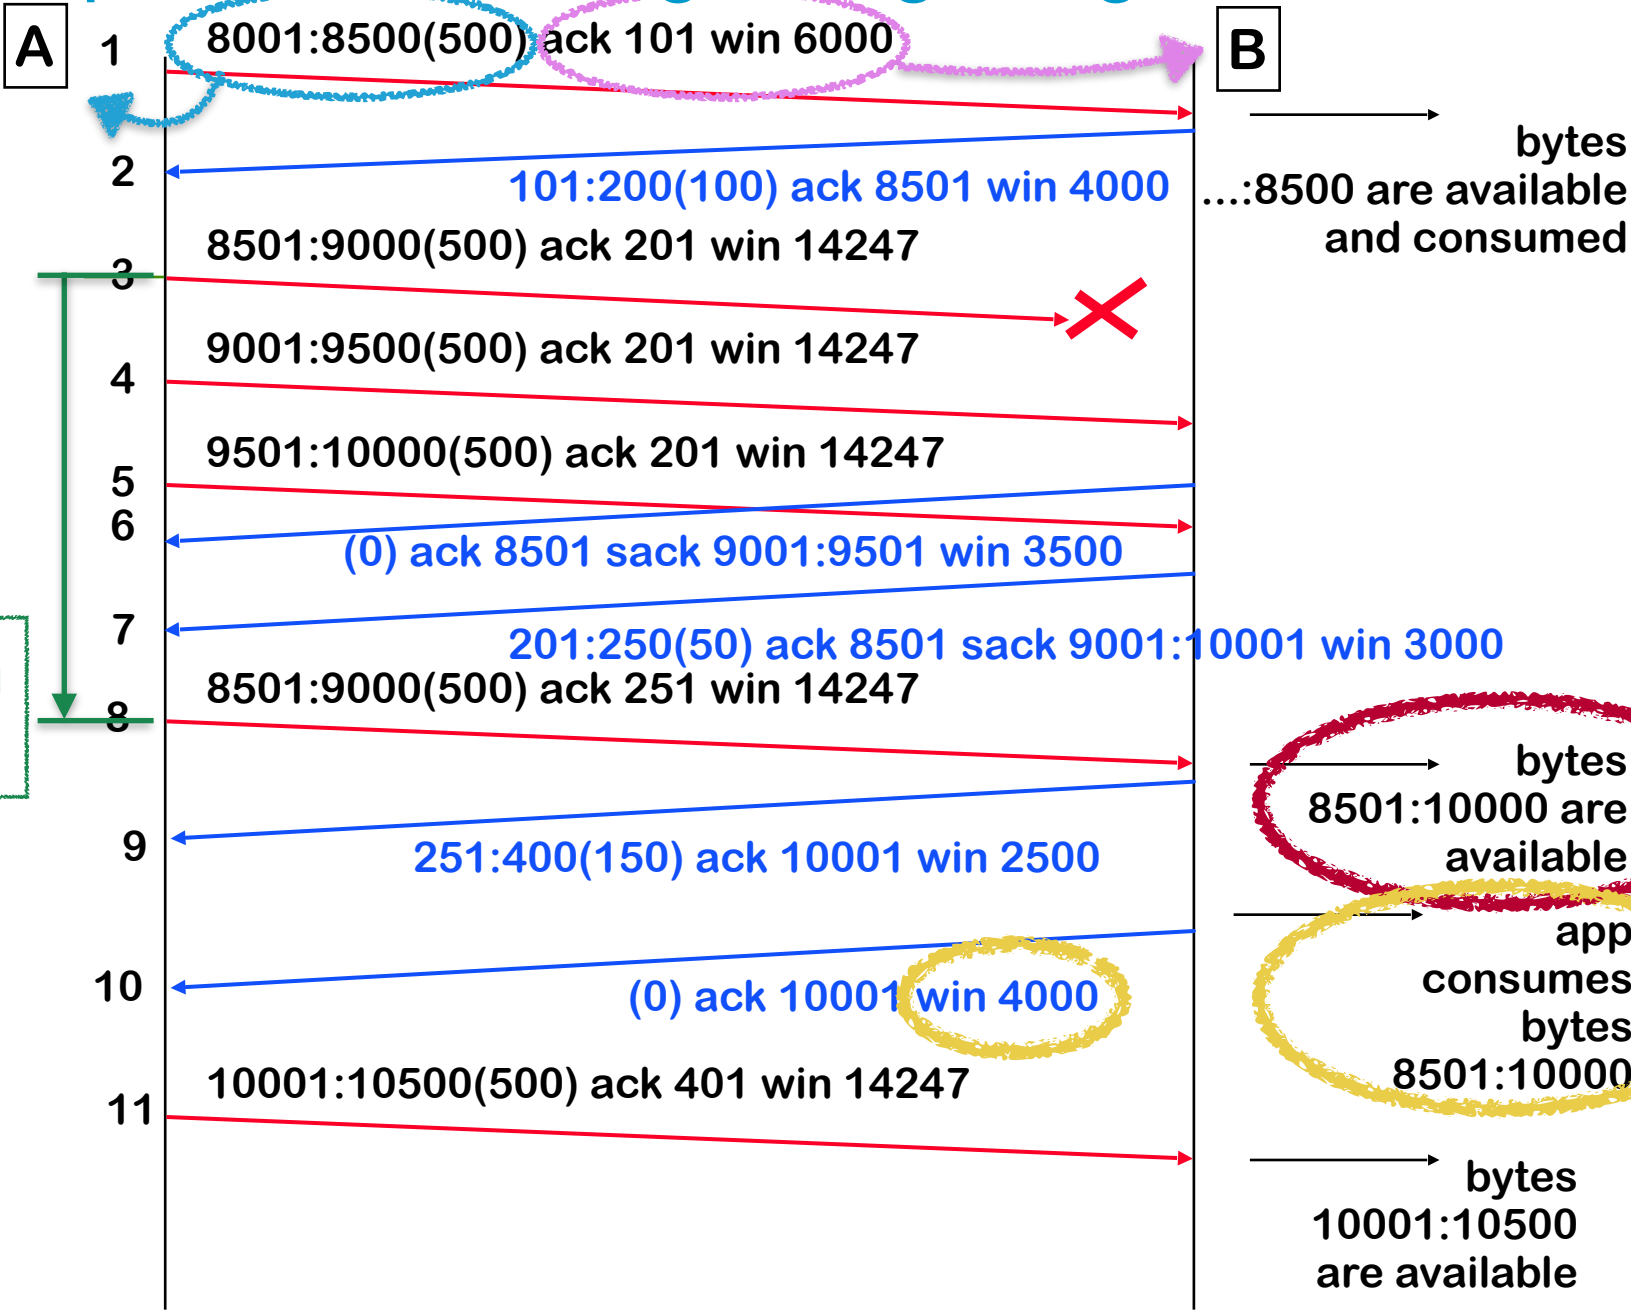 A
1
8001:8500(500) ack 101 win 6000
B
bytes
...:8500 are available
and consumed
2
101:200(100) ack 8501 win 4000
8501:9000(500) ack 201 win 14247
3
9001:9500(500) ack 201 win 14247
4
9501:10000(500) ack 201 win 14247
5
6
(0) ack 8501 sack 9001:9501 win 3500
7
201:250(50) ack 8501 sack 9001:10001 win 3000
8501:9000(500) ack 251 win 14247
8
bytes
8501:10000 are
available
9
251:400(150) ack 10001 win 2500
app
consumes
bytes
8501:10000
10
(0) ack 10001 win 4000
10001:10500(500) ack 401 win 14247
11
bytes
10001:10500
are available